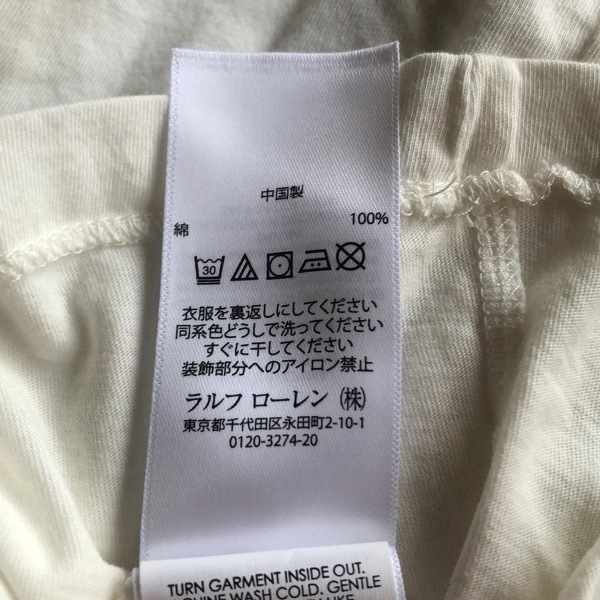 中国製
綿 100%
30
衣服を裏返しにしてください
同系色どうしで洗ってください
すぐに干してください
装飾部分へのアイロン禁止
ラルフ ローレン (株)
東京都千代田区永田町2-10-1
0120-3274-20
TURN GARMENT INSIDE OUT.
WASH COLD. GENTLE